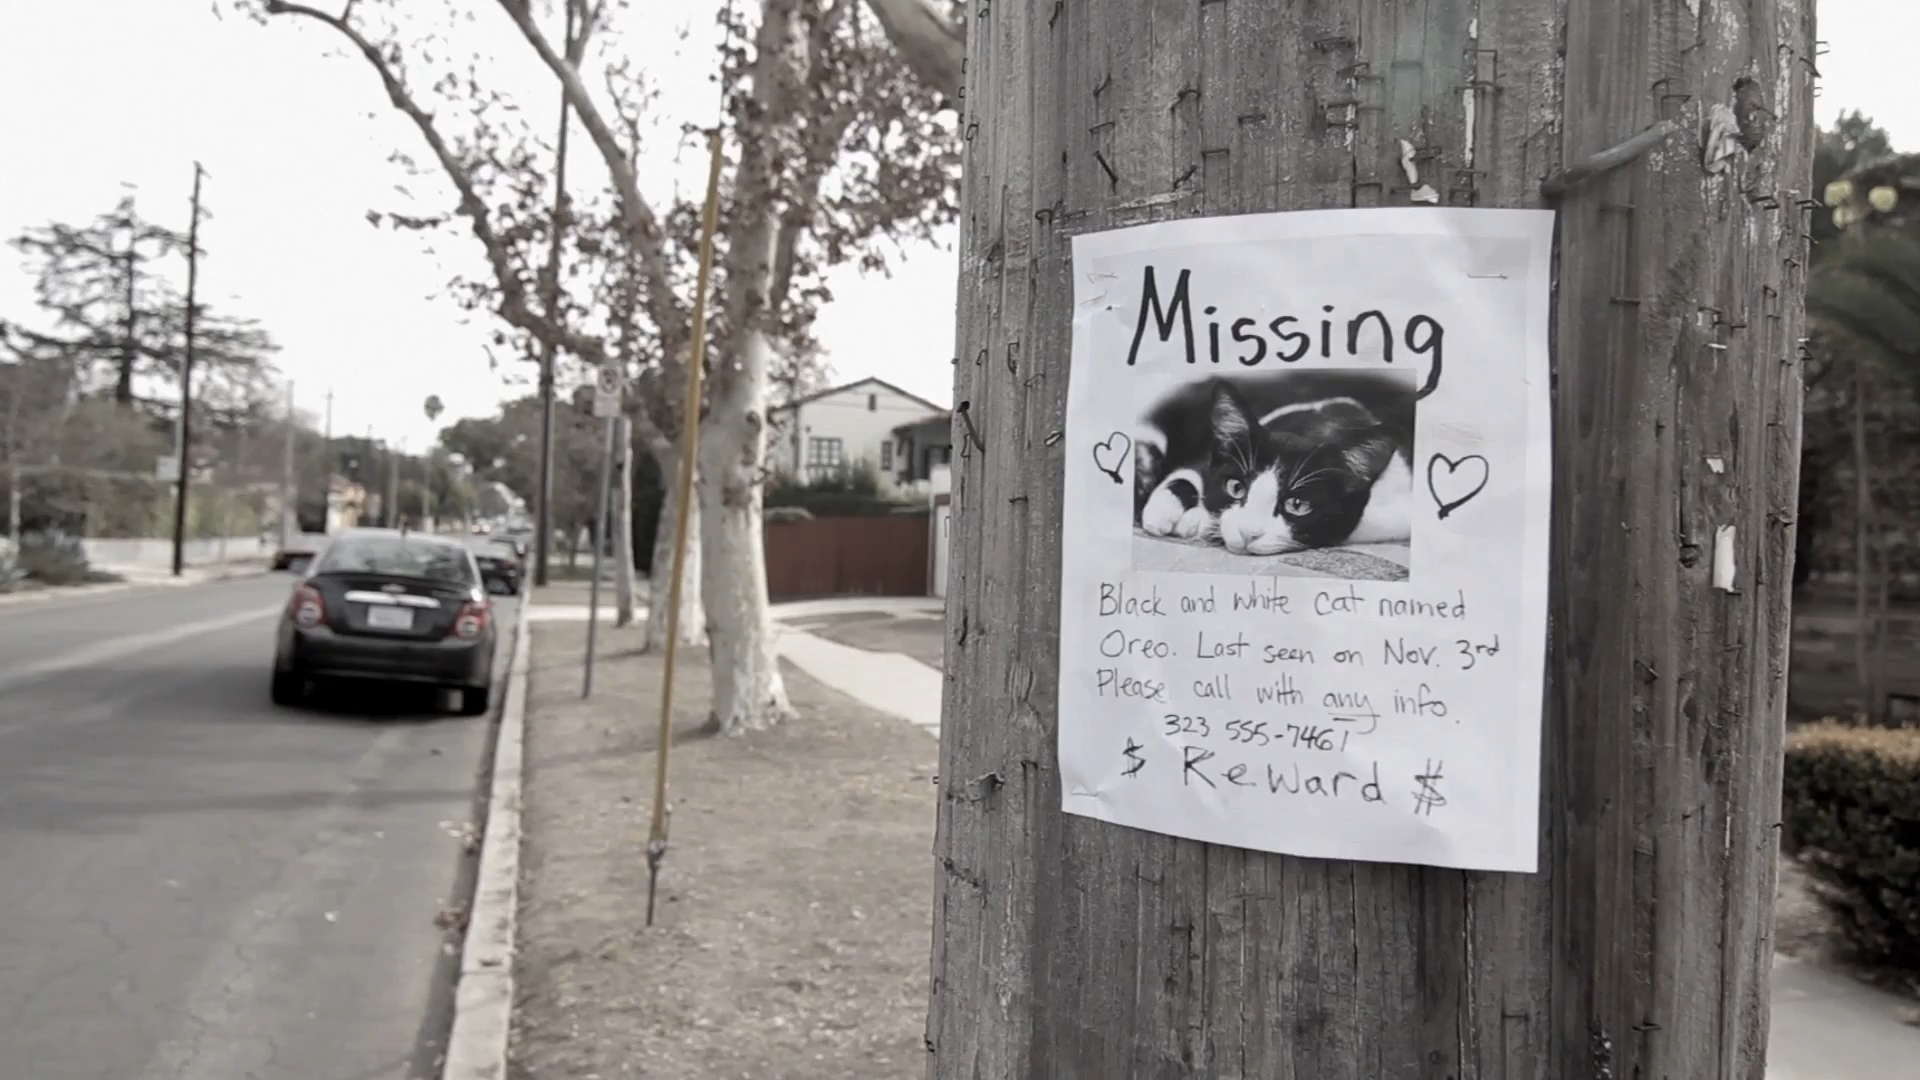 Missing
Black and white cat named
Oreo. Last seen on Nov. 3rd
Please call with any info.
323 555-7461
$ Reward $